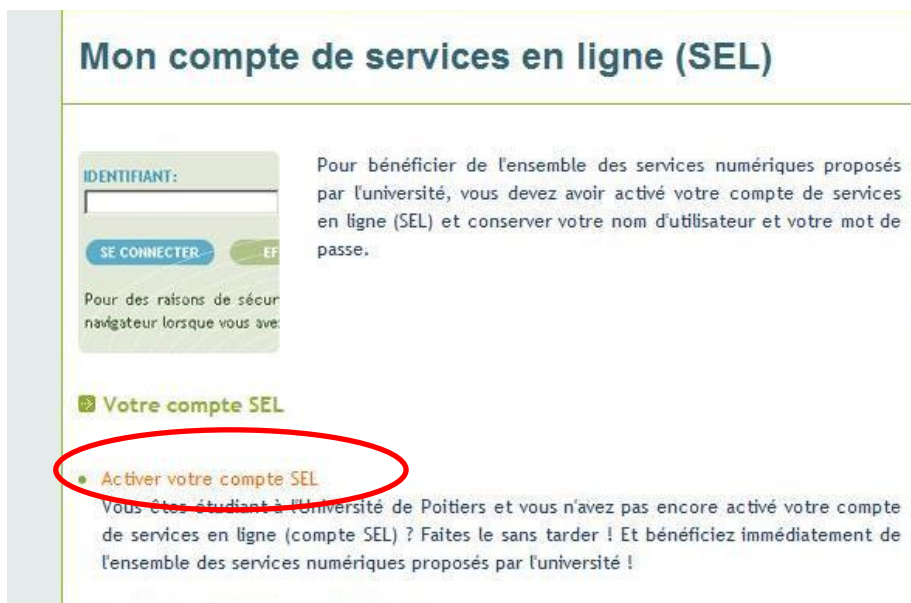 Mon compte de services en ligne (SEL)
IDENTIFIANT:
SE CONNECTER
EF
Pour des raisons de sécur
navigateur lorsque vous ave
Pour bénéficier de l'ensemble des services numériques proposés
par l'université, vous devez avoir activé votre compte de services
en ligne (SEL) et conserver votre nom d'utilisateur et votre mot de
passe.
Votre compte SEL
Activer votre compte SEL
Vous êtes étudiant à l'Université de Poitiers et vous n'avez pas encore activé votre compte
de services en ligne (compte SEL) ? Faites le sans tarder ! Et bénéficiez immédiatement de
l'ensemble des services numériques proposés par l'université !